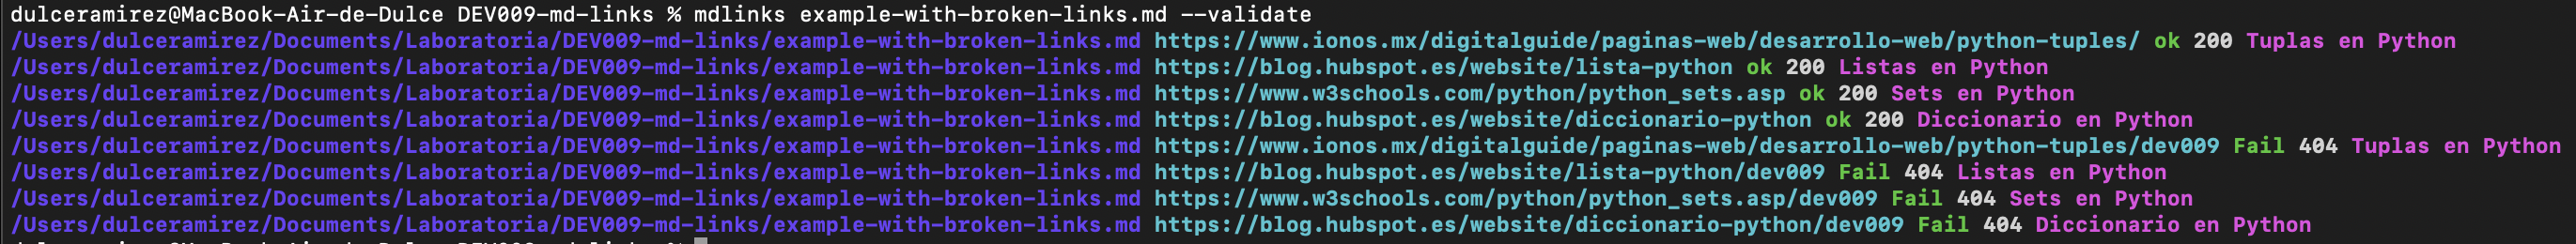 dulceramirez@MacBook-Air-de-Dulce DEV009-md-links % mdlinks example-with-broken-links.md --validate
/Users/dulceramirez/Documents/Laboratoria/DEV009-md-links/example-with-broken-links.md https://www.ionos.mx/digitalguide/paginas-web/desarrollo-web/python-tuples/ ok 200 Tuplas en Python
/Users/dulceramirez/Documents/Laboratoria/DEV009-md-links/example-with-broken-links.md https://blog.hubspot.es/website/lista-python ok 200 Listas en Python
/Users/dulceramirez/Documents/Laboratoria/DEV009-md-links/example-with-broken-links.md https://www.w3schools.com/python/python_sets.asp ok 200 Sets en Python
/Users/dulceramirez/Documents/Laboratoria/DEV009-md-links/example-with-broken-links.md https://blog.hubspot.es/website/diccionario-python ok 200 Diccionario en Python
/Users/dulceramirez/Documents/Laboratoria/DEV009-md-links/example-with-broken-links.md https://www.ionos.mx/digitalguide/paginas-web/desarrollo-web/python-tuples/dev009 Fail 404 Tuplas en Python
/Users/dulceramirez/Documents/Laboratoria/DEV009-md-links/example-with-broken-links.md https://blog.hubspot.es/website/lista-python/dev009 Fail 404 Listas en Python
/Users/dulceramirez/Documents/Laboratoria/DEV009-md-links/example-with-broken-links.md https://www.w3schools.com/python/python_sets.asp/dev009 Fail 404 Sets en Python
/Users/dulceramirez/Documents/Laboratoria/DEV009-md-links/example-with-broken-links.md https://blog.hubspot.es/website/diccionario-python/dev009 Fail 404 Diccionario en Python